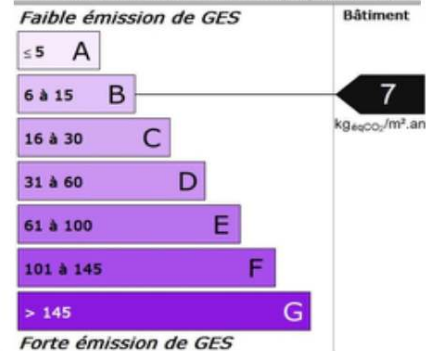 Faible émission de GES
Bâtiment
≤ 5 A
6 à 15 B
7
kgéqCO₂/m².an
16 à 30 C
31 à 60 D
61 à 100 E
101 à 145 F
> 145 G
Forte émission de GES